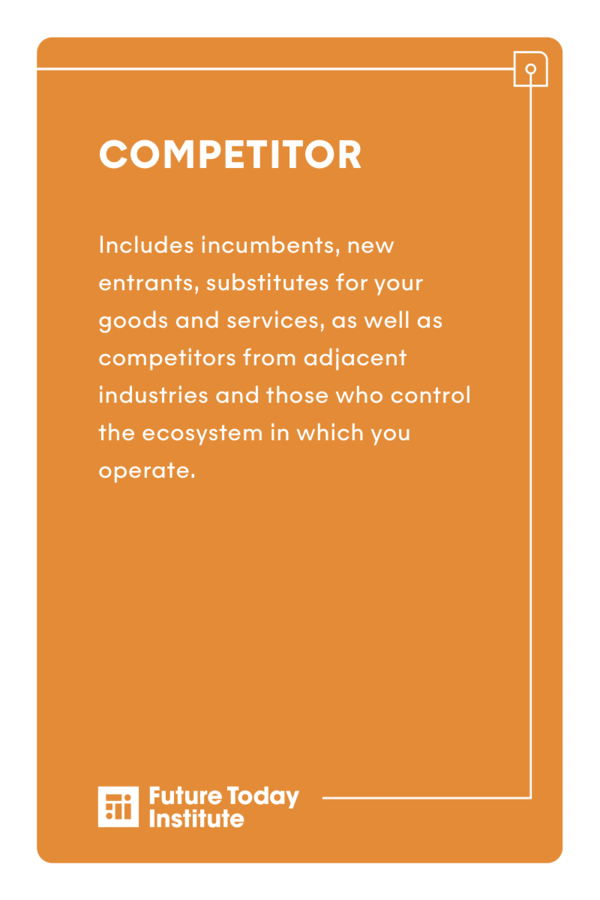 COMPETITOR
Includes incumbents, new
entrants, substitutes for your
goods and services, as well as
competitors from adjacent
industries and those who control
the ecosystem in which you
operate.
Future Today
Institute